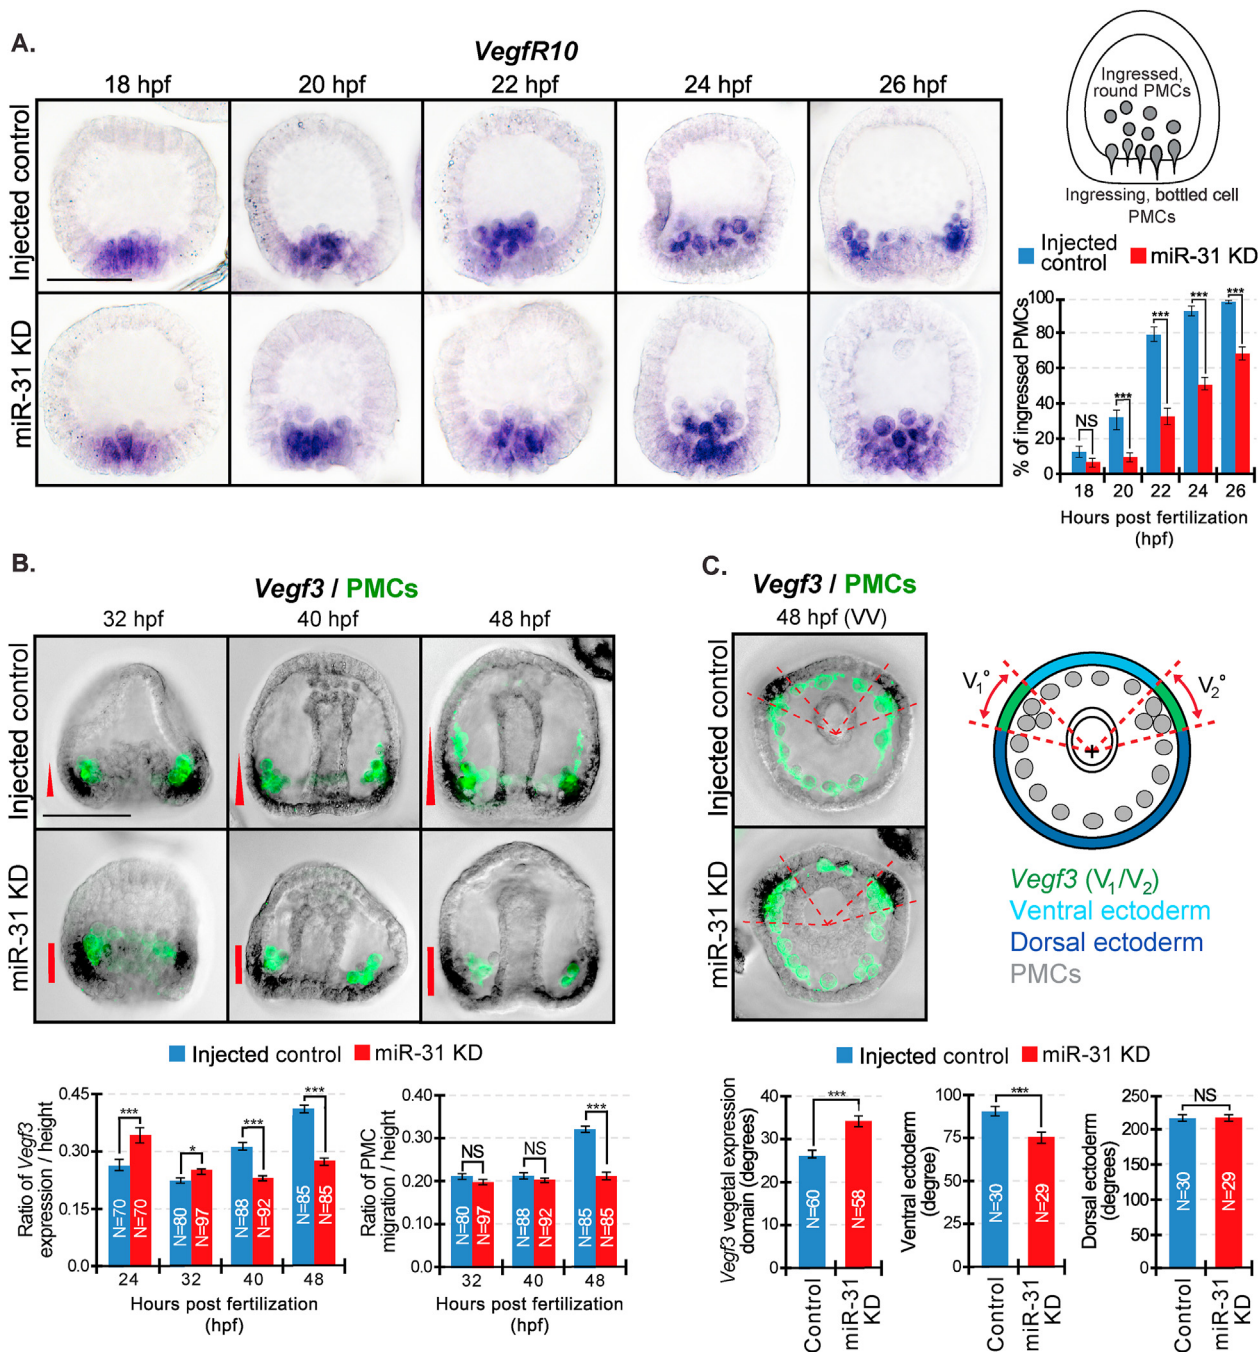 A.
VegfR10
18 hpf 20 hpf 22 hpf 24 hpf 26 hpf
Injected control
miR-31 KD
Ingressed,
round PMCs
Ingressing, bottled cell
PMCs
Injected
control
miR-31 KD
% of ingressed PMCs
100
80
60
40
20
0
NS
***
***
***
***
18 20 22 24 26
Hours post fertilization
(hpf)
B.
Vegf3 / PMCs
32 hpf 40 hpf 48 hpf
Injected control
miR-31 KD
Injected control miR-31 KD
Ratio of Vegf3
expression / height
0.45
0.30
0.15
0.0
***
*
***
***
N=70 N=70 N=80 N=97 N=88 N=92 N=85 N=85
24 32 40 48
Hours post fertilization
(hpf)
Ratio of PMC
migration / height
0.40
0.30
0.20
0.10
0.0
NS
NS
***
N=80 N=97 N=88 N=92 N=85 N=85
32 40 48
Hours post fertilization
(hpf)
C.
Vegf3 / PMCs
48 hpf (VV)
Injected control
miR-31 KD
V1° V2°
+
Vegf3 (V1/V2)
Ventral ectoderm
Dorsal ectoderm
PMCs
Injected control miR-31 KD
Vegf3 vegetal expression
domain (degrees)
40
30
20
10
0
***
N=60 N=58
Control
miR-31
KD
Ventral ectoderm
(degree)
100
75
50
25
0
***
N=30 N=29
Control
miR-31
KD
Dorsal ectoderm
(degrees)
250
200
150
100
50
0
NS
N=30 N=29
Control
miR-31
KD